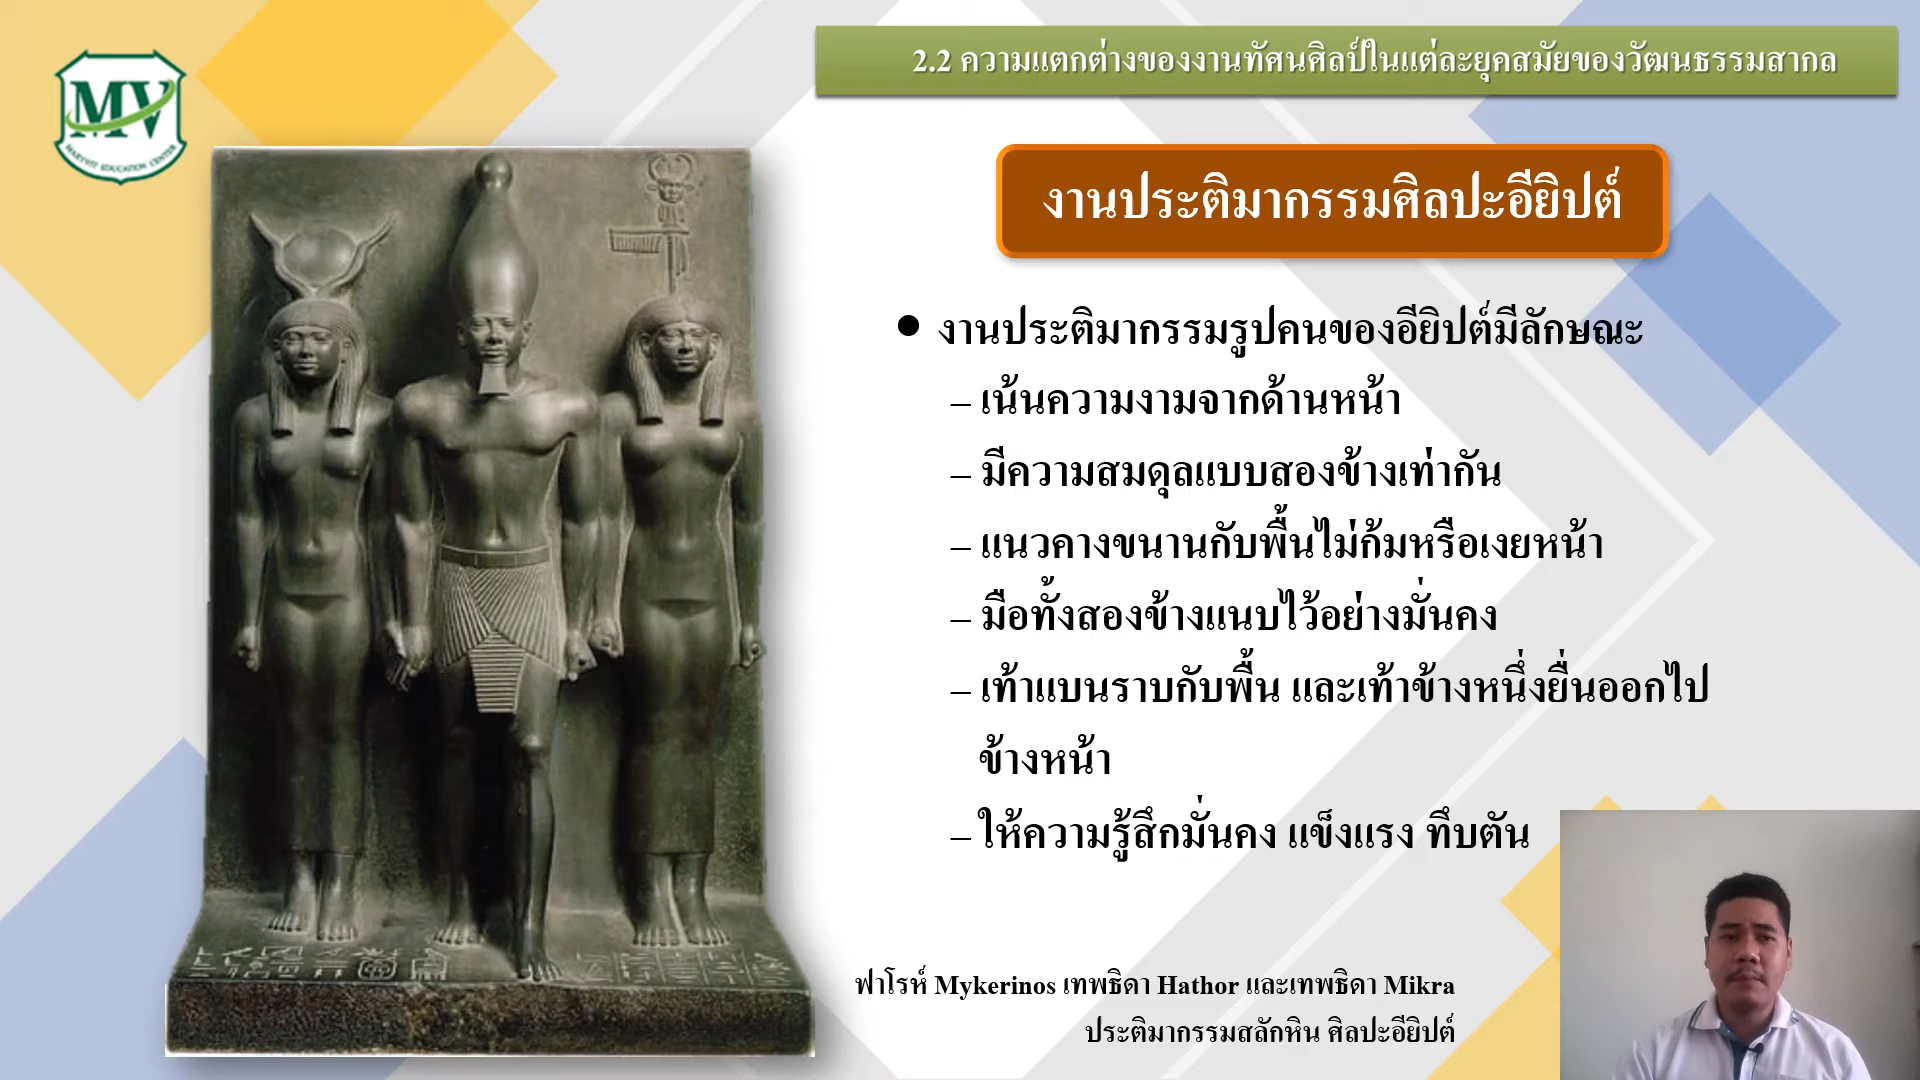 MV
MARYVIT EDUCATION CENTER
2.2 ความแตกต่างของงานทัศนศิลป์ในแต่ละยุคสมัยของวัฒนธรรมสากล
งานประติมากรรมศิลปะอียิปต์
● งานประติมากรรมรูปคนของอียิปต์มีลักษณะ
– เน้นความงามจากด้านหน้า
– มีความสมดุลแบบสองข้างเท่ากัน
– แนวคางขนานกับพื้นไม่ก้มหรือเงยหน้า
– มือทั้งสองข้างแนบไว้อย่างมั่นคง
– เท้าแบนราบกับพื้น และเท้าข้างหนึ่งยื่นออกไป
ข้างหน้า
– ให้ความรู้สึกมั่นคง แข็งแรง ทึบตัน
ฟาโรห์ Mykerinos เทพธิดา Hathor และเทพธิดา Mikra
ประติมากรรมสลักหิน ศิลปะอียิปต์